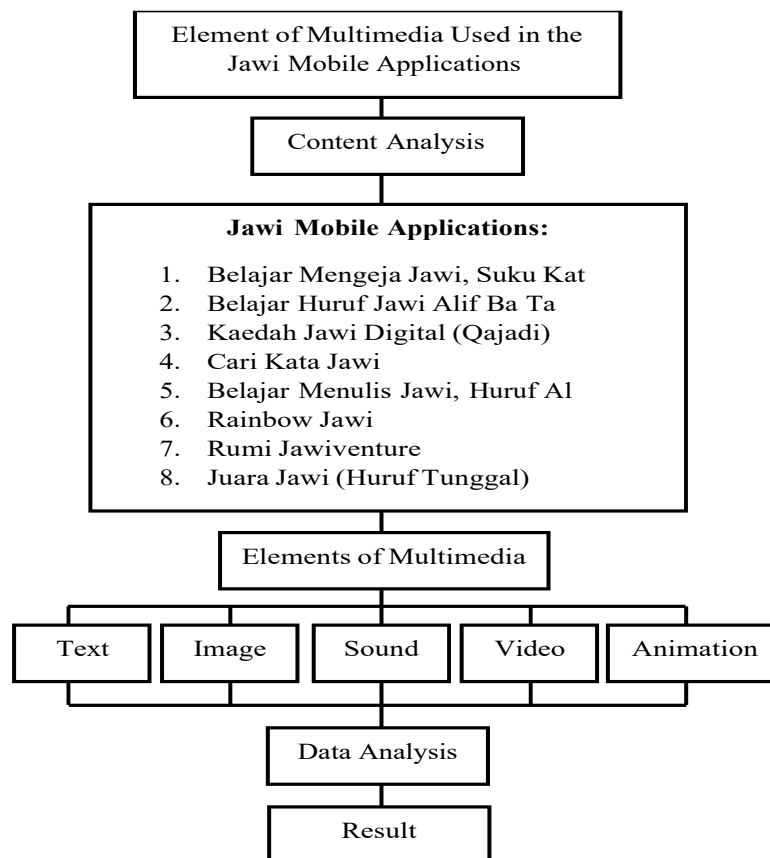 Element of Multimedia Used in the
Jawi Mobile Applications
Content Analysis
Jawi Mobile Applications:
1. Belajar Mengeja Jawi, Suku Kat
2. Belajar Huruf Jawi Alif Ba Ta
3. Kaedah Jawi Digital (Qajadi)
4. Cari Kata Jawi
5. Belajar Menulis Jawi, Huruf Al
6. Rainbow Jawi
7. Rumi Jawiventure
8. Juara Jawi (Huruf Tunggal)
Elements of Multimedia
Text Image Sound Video Animation
Data Analysis
Result